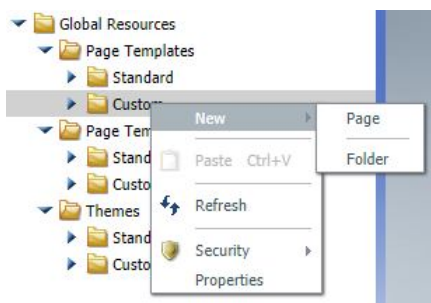 Global Resources
Page Templates
Standard
Custom
New
Page
Page Tem
Paste Ctrl+V
Folder
Stand
Custo
Refresh
Themes
Stand
Security
Custo
Properties